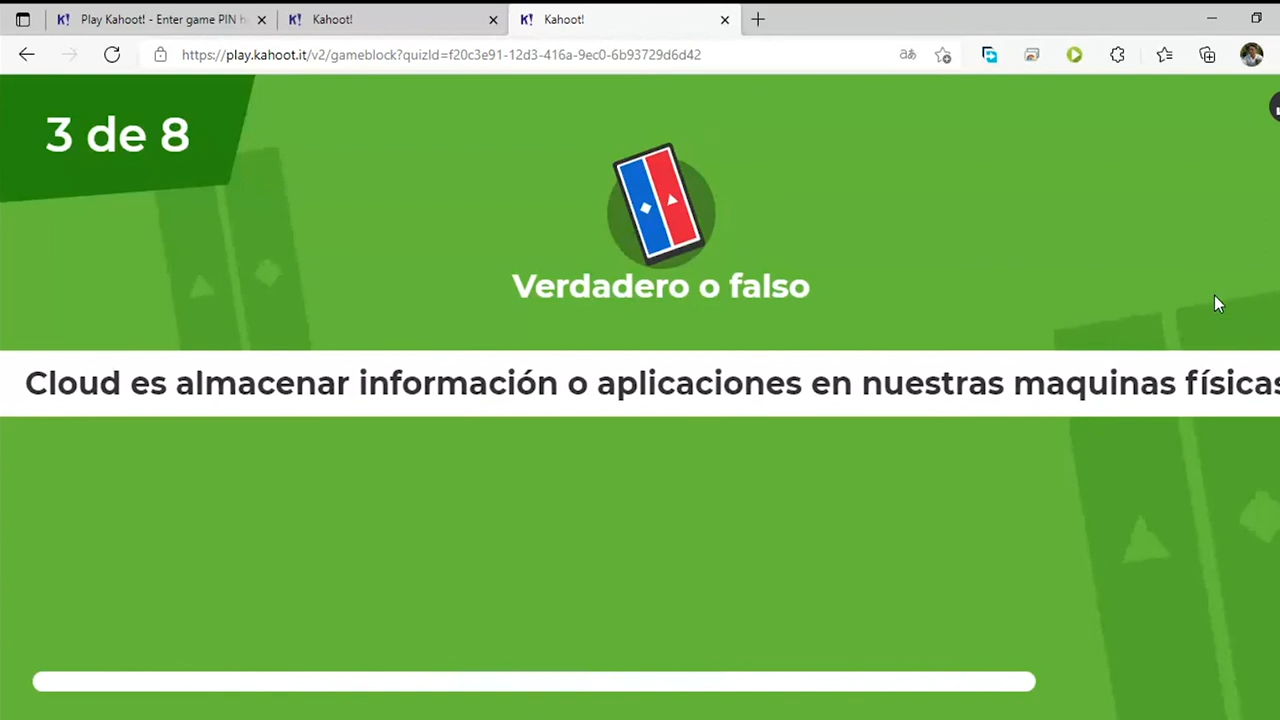 Play Kahoot! - Enter game PIN h
Kahoot!
Kahoot!
https://play.kahoot.it/v2/gameblock?quizId=f20c3e91-12d3-416a-9ec0-6b93729d6d42
3 de 8
Verdadero o falso
Cloud es almacenar información o aplicaciones en nuestras maquinas físicas